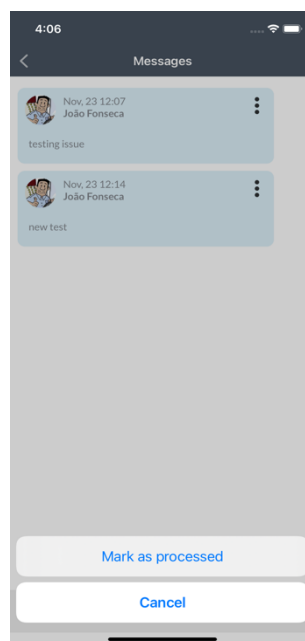 4:06
Messages
Nov, 23 12:07
João Fonseca
testing issue
Nov, 23 12:14
João Fonseca
new test
Mark as processed
Cancel